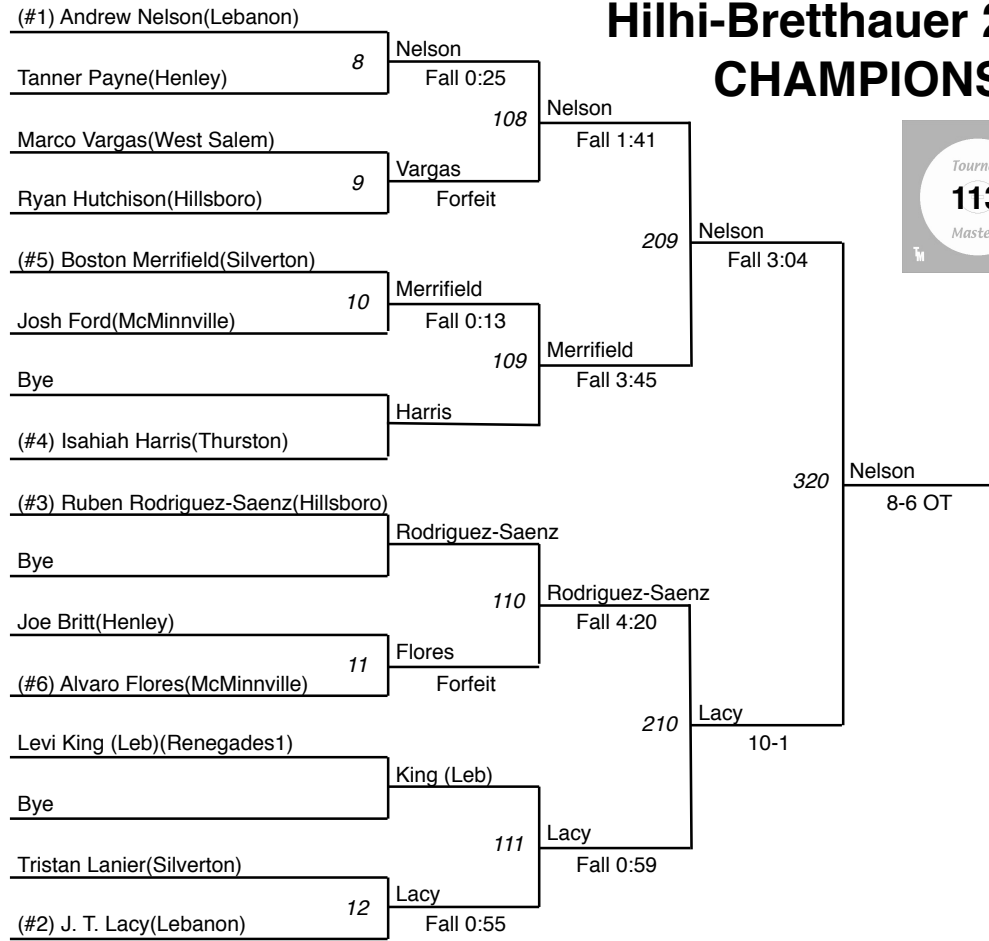 Hilhi-Bretthauer
CHAMPIONS
(#1) Andrew Nelson(Lebanon)
8
Nelson
Fall 0:25
Tanner Payne(Henley)
108
Nelson
Fall 1:41
Marco Vargas(West Salem)
9
Vargas
Forfeit
Ryan Hutchison(Hillsboro)
209
Nelson
Fall 3:04
(#5) Boston Merrifield(Silverton)
10
Merrifield
Fall 0:13
Josh Ford(McMinnville)
109
Merrifield
Fall 3:45
Bye
Harris
(#4) Isahiah Harris(Thurston)
320
Nelson
8-6 OT
(#3) Ruben Rodriguez-Saenz(Hillsboro)
Rodriguez-Saenz
Bye
110
Rodriguez-Saenz
Fall 4:20
Joe Britt(Henley)
11
Flores
Forfeit
(#6) Alvaro Flores(McMinnville)
210
Lacy
10-1
Levi King (Leb)(Renegades1)
King (Leb)
Bye
111
Lacy
Fall 0:59
Tristan Lanier(Silverton)
12
Lacy
Fall 0:55
(#2) J. T. Lacy(Lebanon)